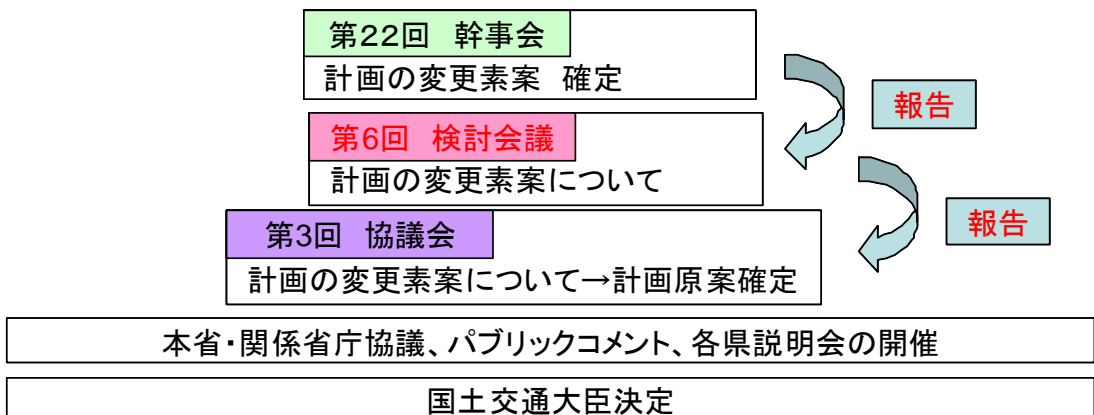 第22回 幹事会
計画の変更素案 確定
報告
第6回 検討会議
計画の変更素案について
報告
第3回 協議会
計画の変更素案について→計画原案確定
本省・関係省庁協議、パブリックコメント、各県説明会の開催
国土交通大臣決定